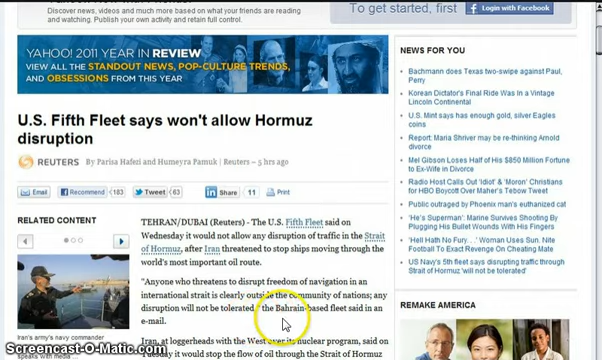 Discover news, videos and much more based on what your friends are reading
and watching. Publish your own activity and retain full control.
To get started, first
Login with Facebook
YAHOO! 2011 YEAR IN REVIEW
VIEW ALL THE STANDOUT NEWS, POP-CULTURE TRENDS,
AND OBSESSIONS FROM THIS YEAR
U.S. Fifth Fleet says won't allow Hormuz
disruption
REUTERS By Parisa Hafezi and Humeyra Pamuk | Reuters – 5 hrs ago
Email
Recommend 183
Tweet 63
Share 11
Print
RELATED CONTENT
Iran's army navy commander
speaks with media
TEHRAN/DUBAI (Reuters) - The U.S. Fifth Fleet said on
Wednesday it would not allow any disruption of traffic in the Strait
of Hormuz, after Iran threatened to stop ships moving through the
world's most important oil route.
"Anyone who threatens to disrupt freedom of navigation in an
international strait is clearly outside the community of nations; any
disruption will not be tolerated the Bahrain-based fleet said in an
e-mail.
Iran, at loggerheads with the West over its nuclear program, said on
Tuesday it would stop the flow of oil through the Strait of Hormuz
NEWS FOR YOU
Bachmann does Texas two-swipe against Paul,
Perry
Korean Dictator's Final Ride Was In a Vintage
Lincoln Continental
U.S. Mint says has enough gold, silver Eagles
coins
Report: Maria Shriver may be re-thinking Arnold
divorce
Mel Gibson Loses Half of His $850 Million Fortune
to Ex-Wife in Divorce
Radio Host Calls Out 'Idiot' & 'Moron' Christians
for HBO Boycott Over Maher's Tebow Tweet
Public outraged by Phoenix man's euthanized cat
'He's Superman': Marine Survives Shooting By
Plugging His Bullet Wounds With His Fingers
'Hell Hath No Fury... Woman Uses Sun. Nite
Football To Exact Revenge On Cheating Mate
US Navy's 5th fleet says disrupting traffic through
Strait of Hormuz 'will not be tolerated'
REMAKE AMERICA
Screencast-O-Matic.com